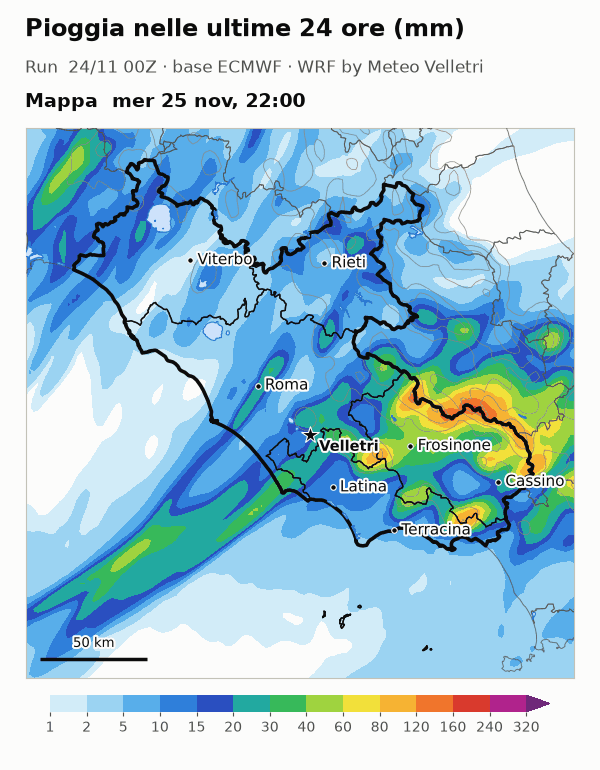 Pioggia nelle ultime 24 ore (mm)
Run  24/11 00Z · base ECMWF · WRF by Meteo Velletri
Mappa  mer 25 nov, 22:00
Viterbo
Rieti
Roma
Velletri
Frosinone
Cassino
Latina
Terracina
50 km
1 2 5 10 15 20 30 40 60 80 120 160 240 320